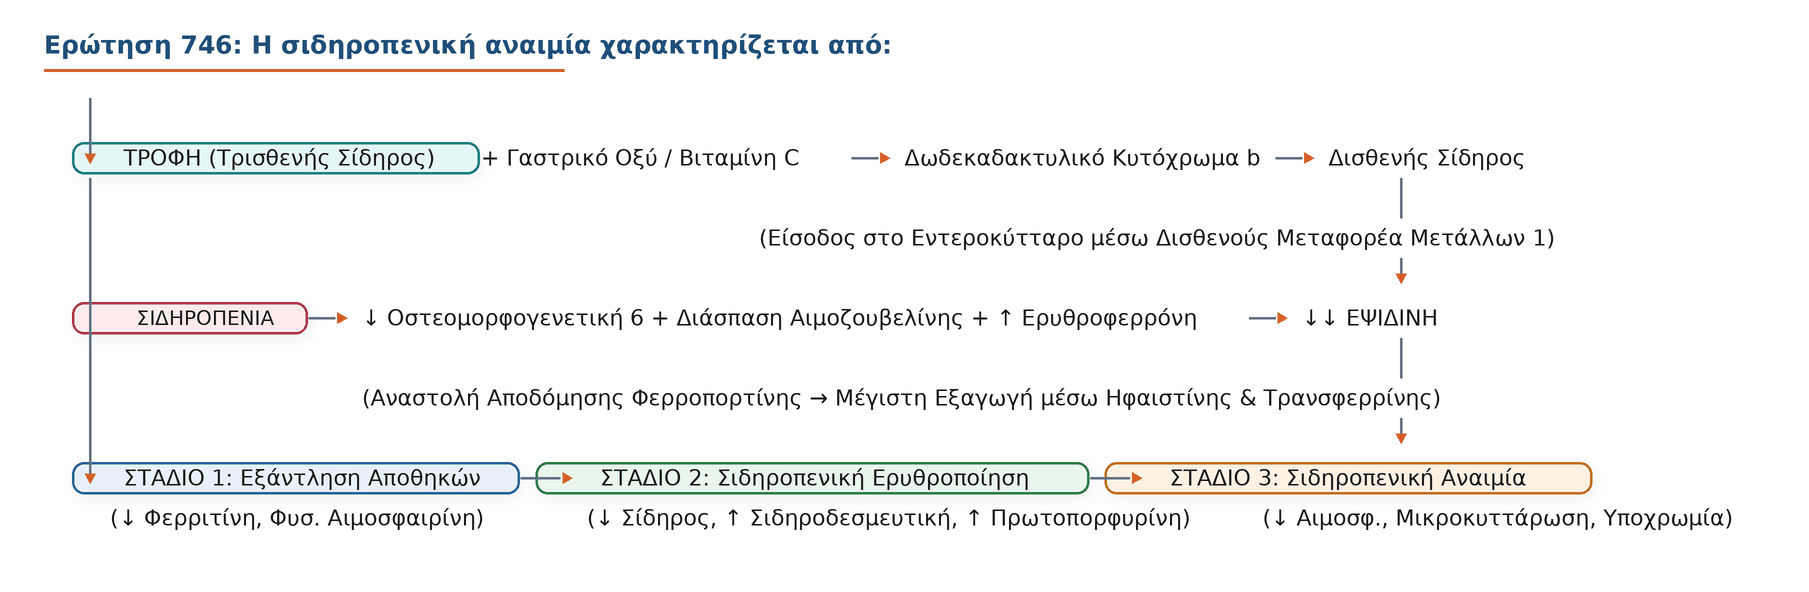 Ερώτηση 746: Η σιδηροπενική αναιμία χαρακτηρίζεται από:
ΤΡΟΦΗ (Τρισθενής Σίδηρος) + Γαστρικό Οξύ / Βιταμίνη C Δωδεκαδακτυλικό Κυτόχρωμα b Δισθενής Σίδηρος
(Είσοδος στο Εντεροκύτταρο μέσω Δισθενούς Μεταφορέα Μετάλλων 1)
ΣΙΔΗΡΟΠΕΝΙΑ ↓ Οστεομορφογενετική 6 + Διάσπαση Αιμοζουβελίνης + ↑ Ερυθροφερρόνη ↓↓ ΕΨΙΔΙΝΗ
(Αναστολή Αποδόμησης Φερροπορτίνης → Μέγιστη Εξαγωγή μέσω Ηφαιστίνης & Τρανσφερρίνης)
ΣΤΑΔΙΟ 1: Εξάντληση Αποθηκών ΣΤΑΔΙΟ 2: Σιδηροπενική Ερυθροποίηση ΣΤΑΔΙΟ 3: Σιδηροπενική Αναιμία
(↓ Φερριτίνη, Φυσ. Αιμοσφαιρίνη) (↓ Σίδηρος, ↑ Σιδηροδεσμευτική, ↑ Πρωτοπορφυρίνη) (↓ Αιμοσφ., Μικροκυττάρωση, Υποχρωμία)